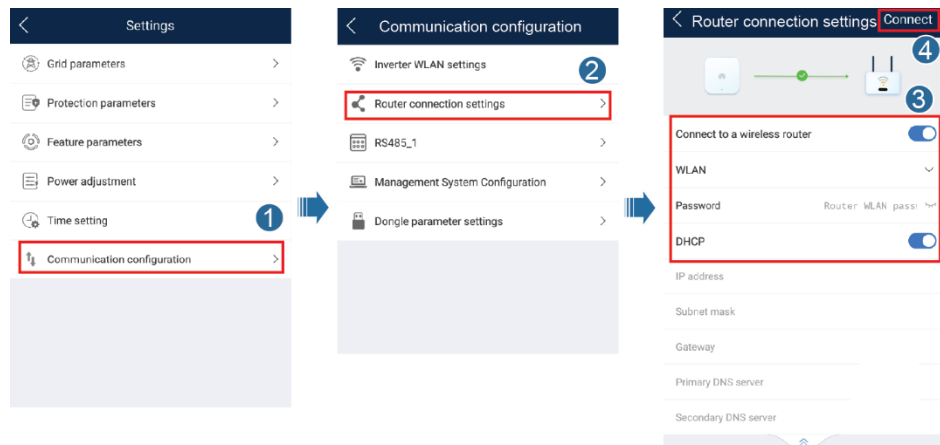 Settings
Grid parameters
Protection parameters
Feature parameters
Power adjustment
Time setting
1
Communication configuration
Communication configuration
Inverter WLAN settings
2
Router connection settings
RS485_1
Management System Configuration
Dongle parameter settings
Router connection settings Connect
4
3
Connect to a wireless router
WLAN
Password Router WLAN pass
DHCP
IP address
Subnet mask
Gateway
Primary DNS server
Secondary DNS server